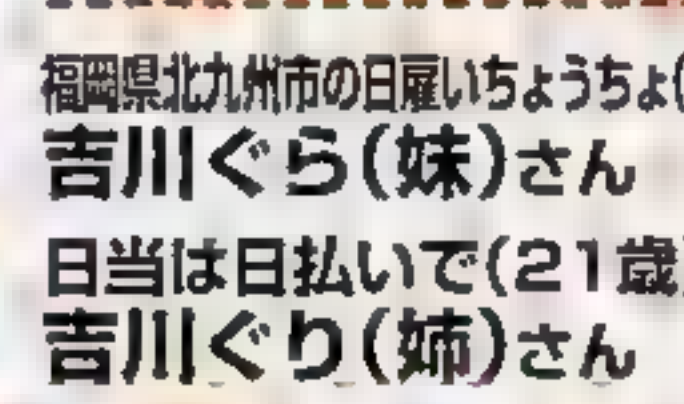 福岡県北九州市の日雇いちょうちょ(
吉川ぐら(妹)さん
日当は日払いで(21歳)
吉川ぐり(姉)さん